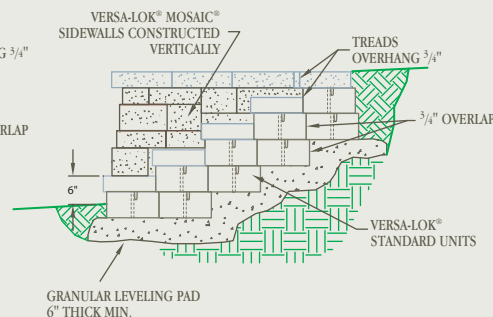 VERSA-LOK® MOSAIC®
SIDEWALLS CONSTRUCTED
VERTICALLY
G 3/4"
TREADS
OVERHANG 3/4"
3/4" OVERLAP
RLAP
6"
VERSA-LOK®
STANDARD UNITS
GRANULAR LEVELING PAD
6" THICK MIN.